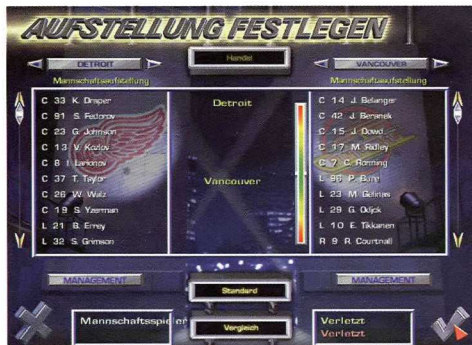 AUFSTELLUNG FESTLEGEN
DETROIT
Handel
VANCOUVER
Mannschaftsaufstellung
Mannschaftsaufstellung
C 33 K. Draper
C 91 S. Fedorov
C 23 G. Johnson
C 13 V. Kozlov
C 8 I. Larionov
C 37 T. Taylor
C 26 W. Walz
C 19 S. Yzerman
L 21 B. Errey
L 32 S. Grimson
Detroit
Vancouver
C 14 J. Belanger
C 42 J. Beranek
C 15 J. Dowd
C 17 M. Ridley
C 7 C. Ronning
L 96 P. Bure
L 23 M. Gelinas
L 29 G. Odjick
L 10 E. Tikkanen
R 9 R. Courtnall
MANAGEMENT
MANAGEMENT
Standard
Mannschaftsspieler
Vergleich
Verletzt
Verletzt